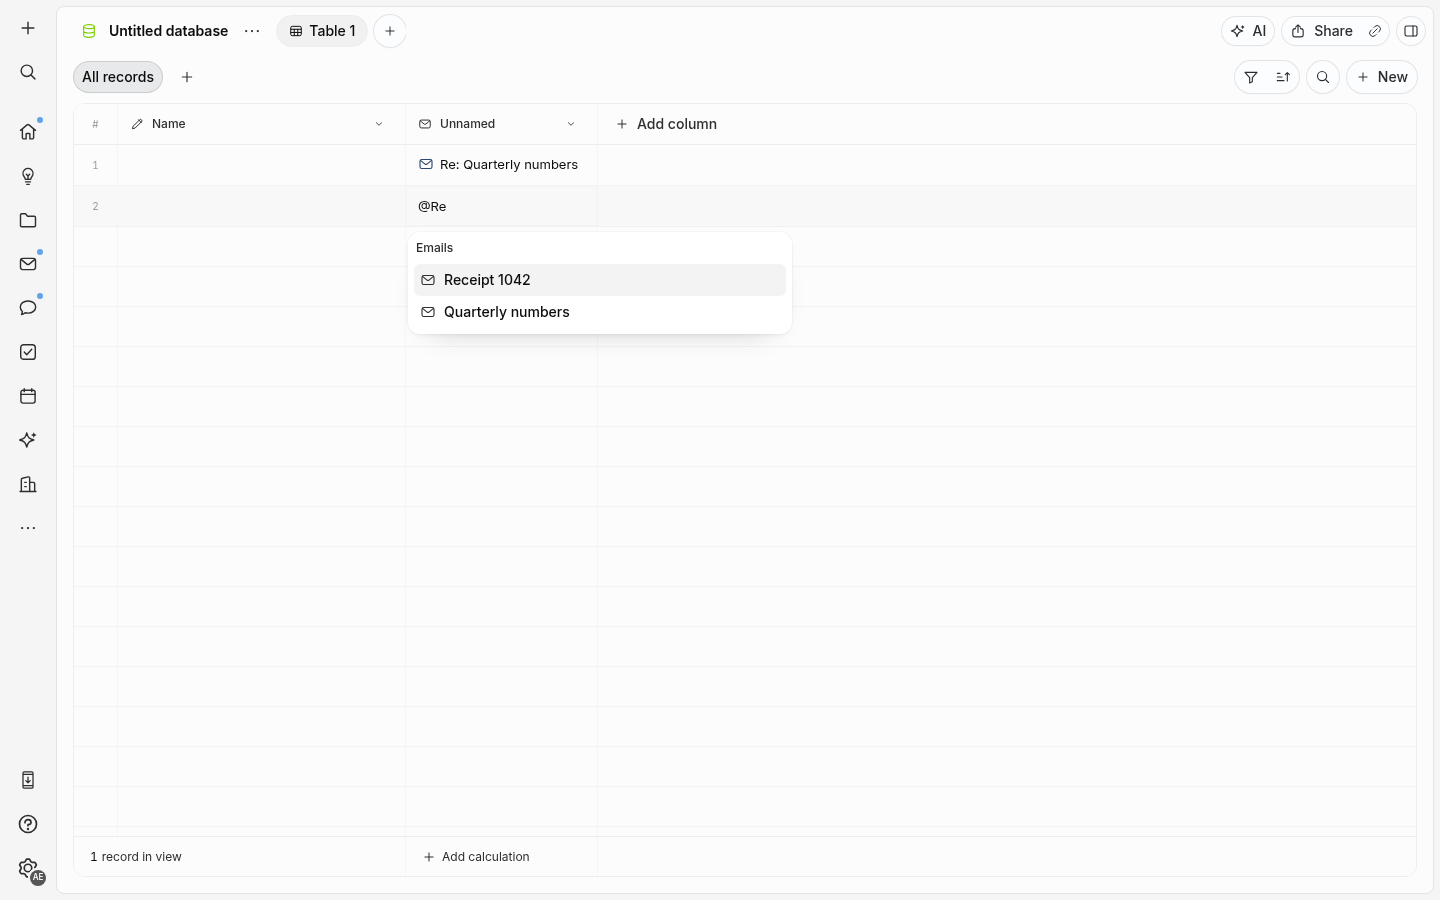 Untitled database
Table 1
AI
Share
All records
New
#
Name
Unnamed
Add column
1
Re: Quarterly numbers
2
@Re
Emails
Receipt 1042
Quarterly numbers
1 record in view
Add calculation
AE